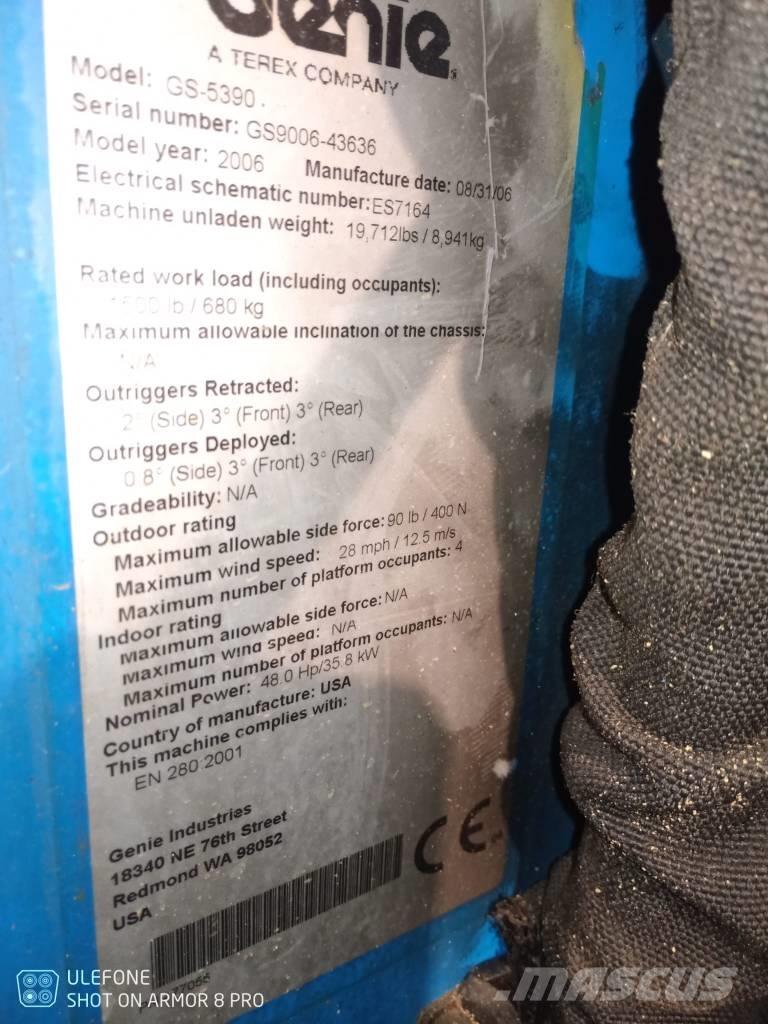 Genie
A TEREX COMPANY
Model: GS-5390
Serial number: GS9006-43636
Model year: 2006 Manufacture date: 08/31/06
Electrical schematic number: ES7164
Machine unladen weight: 19,712lbs / 8,941kg
Rated work load (including occupants):
lb / 680 kg
Maximum allowable inclination of the chassis:
N/A
Outriggers Retracted:
2° (Side) 3° (Front) 3° (Rear)
Outriggers Deployed:
0.8° (Side) 3° (Front) 3° (Rear)
Gradeability: N/A
Outdoor rating
Maximum allowable side force: 90 lb / 400 N
Maximum wind speed: 28 mph / 12.5 m/s
Maximum number of platform occupants: 4
Indoor rating
Maximum allowable side force: N/A
Maximum wind speed: N/A
Maximum number of platform occupants: N/A
Nominal Power: 48.0 Hp/35.8 kW
Country of manufacture: USA
This machine complies with:
EN 280:2001
Genie Industries
18340 NE 76th Street
Redmond WA 98052
USA
CE
ULEFONE
SHOT ON ARMOR 8 PRO
MASCUS